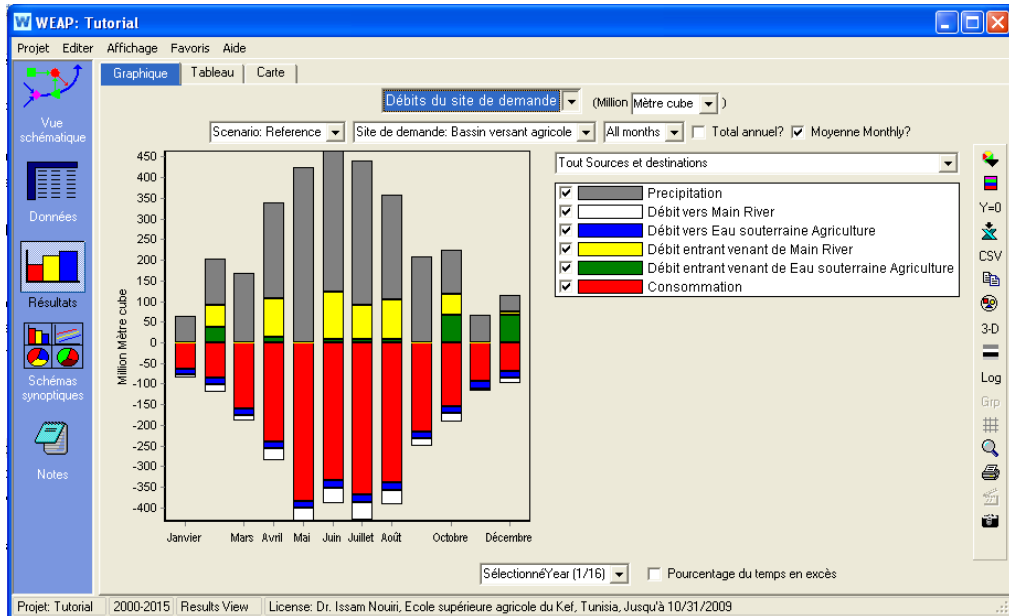 WEAP: Tutorial
Projet Editer Affichage Favoris Aide
Graphique Tableau Carte
Vue schématique
Données
Résultats
Schémas synoptiques
Notes
Débits du site de demande (Million Mètre cube )
Scenario: Reference Site de demande: Bassin versant agricole All months Total annuel? Moyenne Monthly?
Tout Sources et destinations
Precipitation
Débit vers Main River
Débit vers Eau souterraine Agriculture
Débit entrant venant de Main River
Débit entrant venant de Eau souterraine Agriculture
Consommation
Million Mètre cube
450
400
350
300
250
200
150
100
50
0
-50
-100
-150
-200
-250
-300
-350
-400
Janvier Mars Avril Mai Juin Juillet Août Octobre Décembre
Y=0
CSV
3-D
Log
Grp
SélectionnéYear (1/16) Pourcentage du temps en excès
Projet: Tutorial 2000-2015 Results View License: Dr. Issam Nouiri, Ecole supérieure agricole du Kef, Tunisia, Jusqu'à 10/31/2009